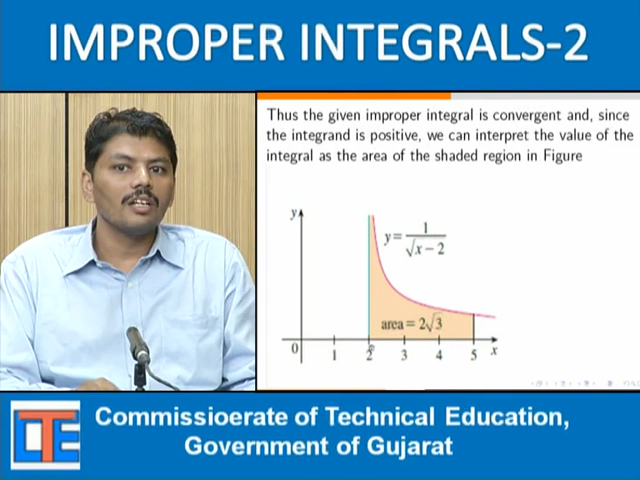 IMPROPER INTEGRALS-2
Thus the given improper integral is convergent and, since
the integrand is positive, we can interpret the value of the
integral as the area of the shaded region in Figure
y
y = 1/√x − 2
area = 2√3
0 1 2 3 4 5 x
CTE
Commissioerate of Technical Education,
Government of Gujarat